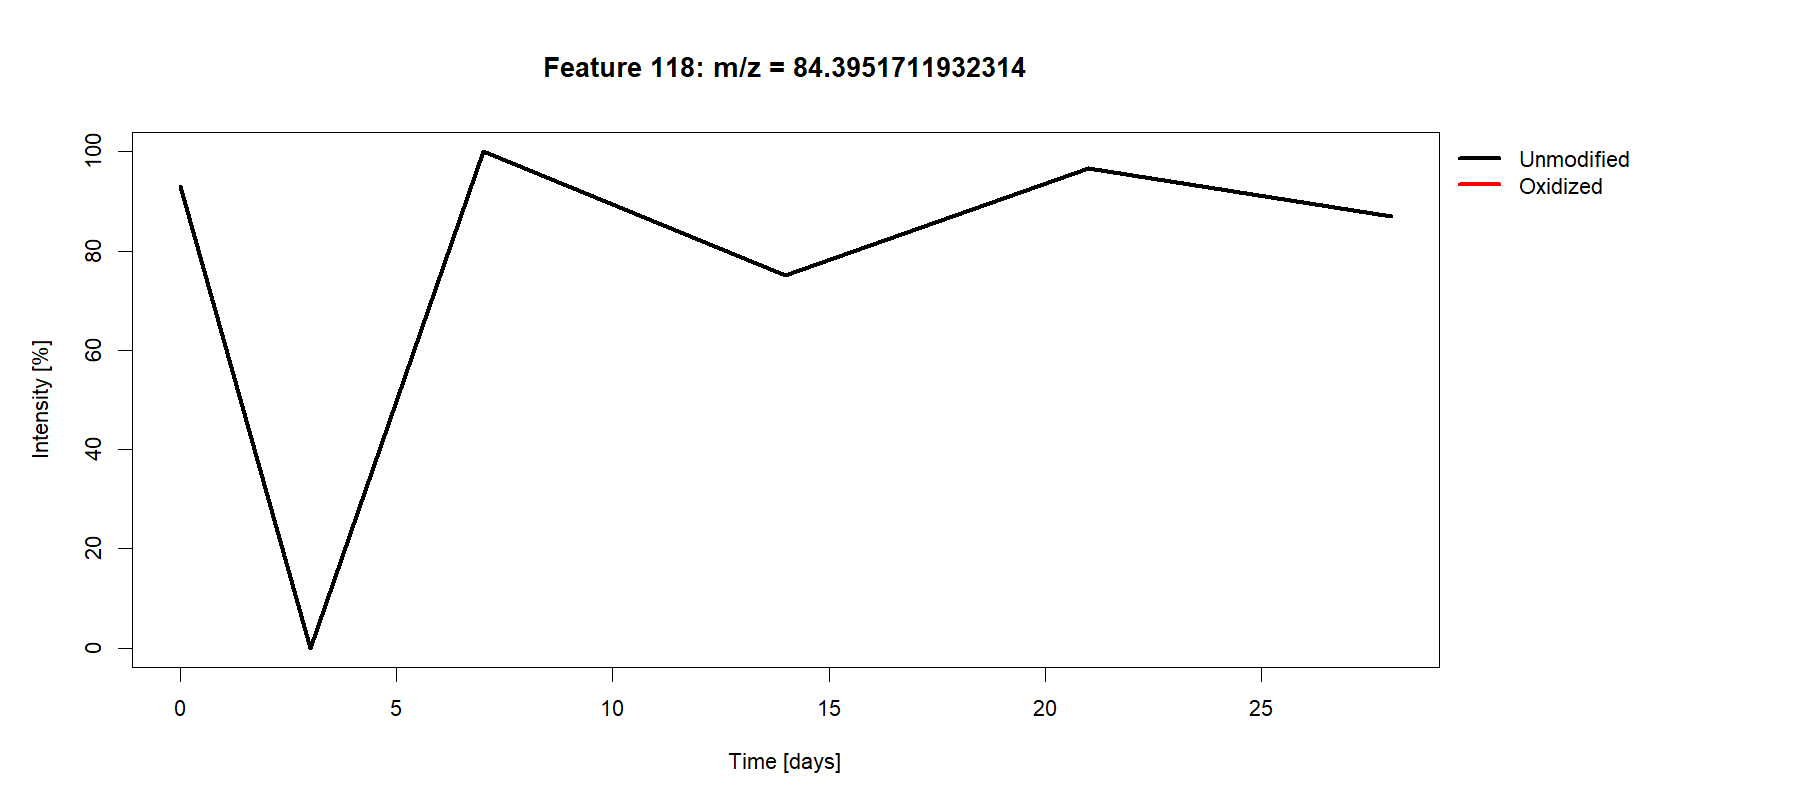 Feature 118: m/z = 84.3951711932314
Unmodified
Oxidized
Intensity [%]
100
80
60
40
20
0
0 5 10 15 20 25
Time [days]